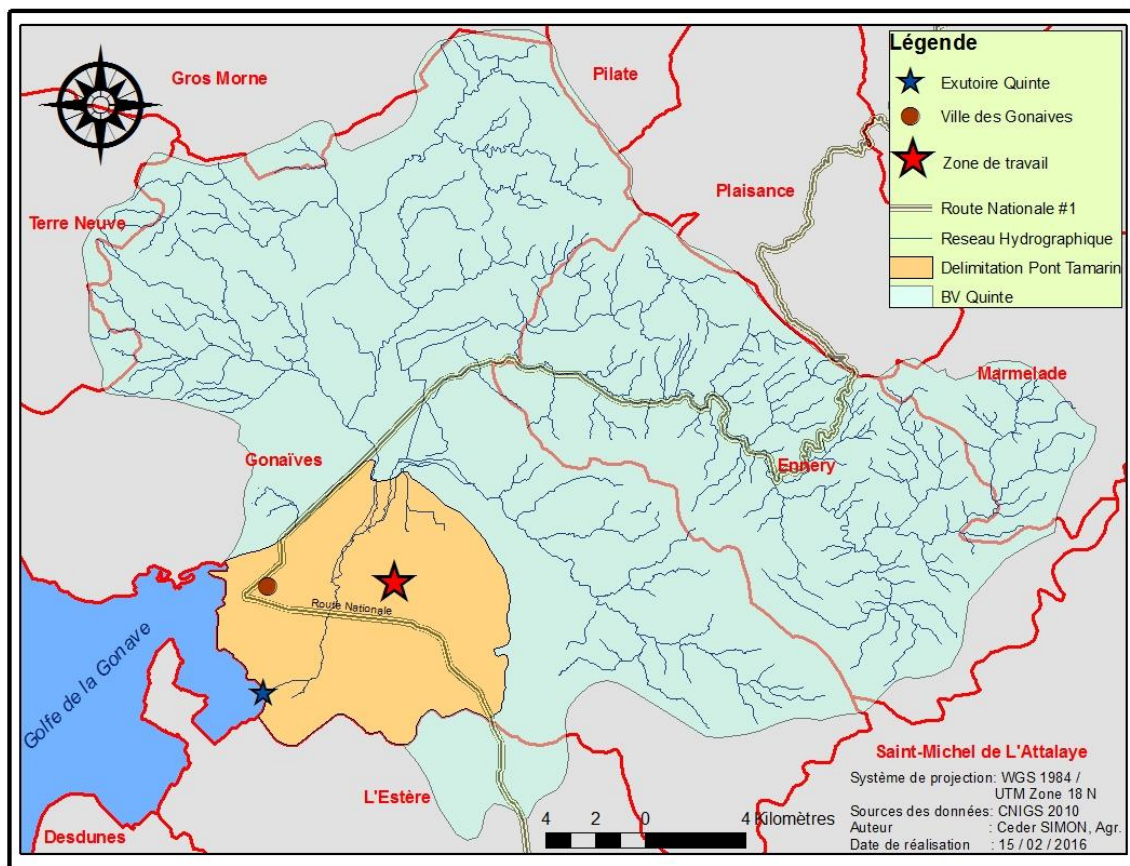 Légende
Exutoire Quinte
Ville des Gonaives
Zone de travail
Route Nationale #1
Reseau Hydrographique
Delimitation Pont Tamarin
BV Quinte
Gros Morne
Pilate
Plaisance
Terre Neuve
Marmelade
Gonaïves
Ennery
Route Nationale
Golfe de la Gonave
Saint-Michel de L'Attalaye
L'Estère
Desdunes
4 2 0 4 Kilomètres
Système de projection: WGS 1984 /
UTM Zone 18 N
Sources des données: CNIGS 2010
Auteur : Ceder SIMON, Agr.
Date de réalisation : 15 / 02 / 2016